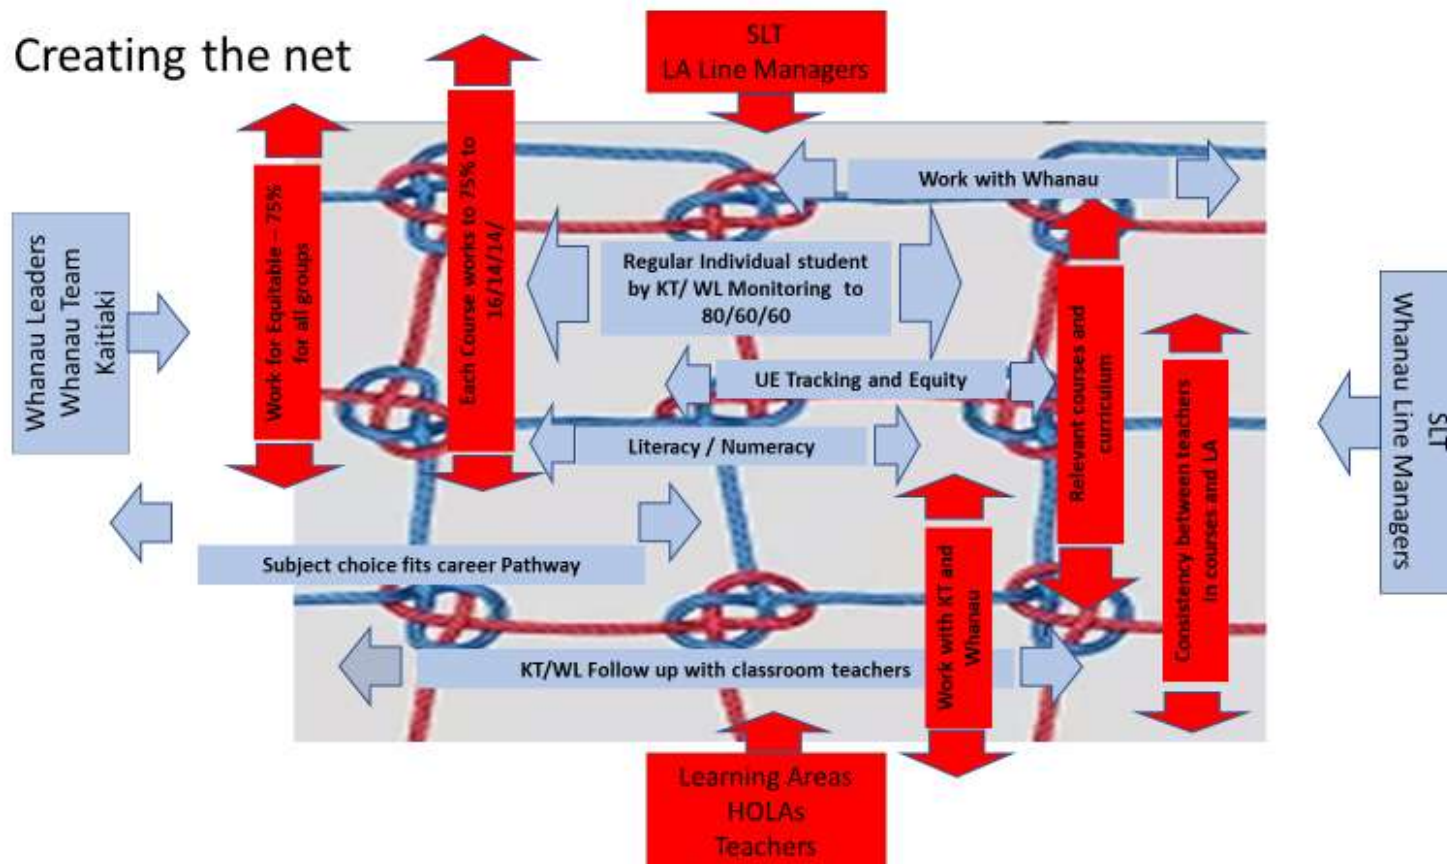 Creating the net
SLT
LA Line Managers
Whanau Leaders
Whanau Team
Kaitiaki
Work for Equitable – 75%
for all groups
Each Course works to 75% to
16/14/14/
Work with Whanau
Regular Individual student
by KT/ WL Monitoring to
80/60/60
UE Tracking and Equity
Literacy / Numeracy
Subject choice fits career Pathway
KT/WL Follow up with classroom teachers
Work with KT and
Whanau
Relevant courses and
curriculum
Consistency between teachers
in courses and LA
SLT
Whanau Line Managers
Learning Areas
HOLAs
Teachers